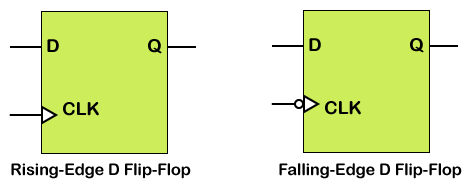 D Q
CLK
Rising-Edge D Flip-Flop
D Q
CLK
Falling-Edge D Flip-Flop